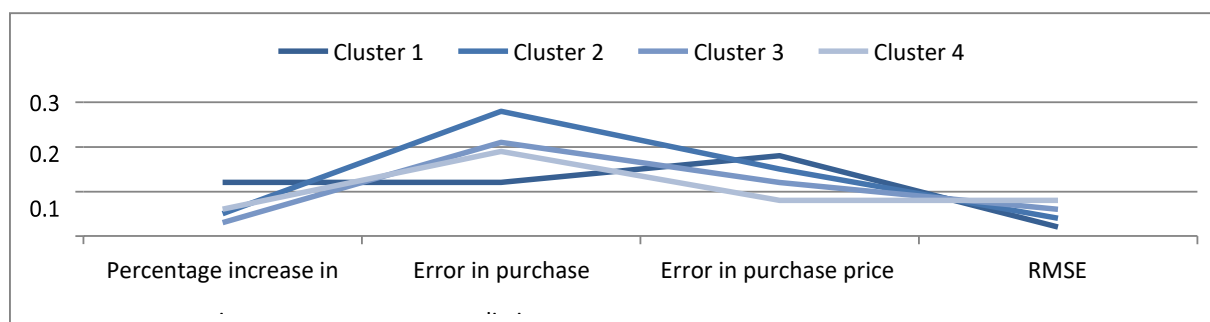 Cluster 1 Cluster 2 Cluster 3 Cluster 4
0.3
0.2
0.1
Percentage increase in Error in purchase Error in purchase price RMSE